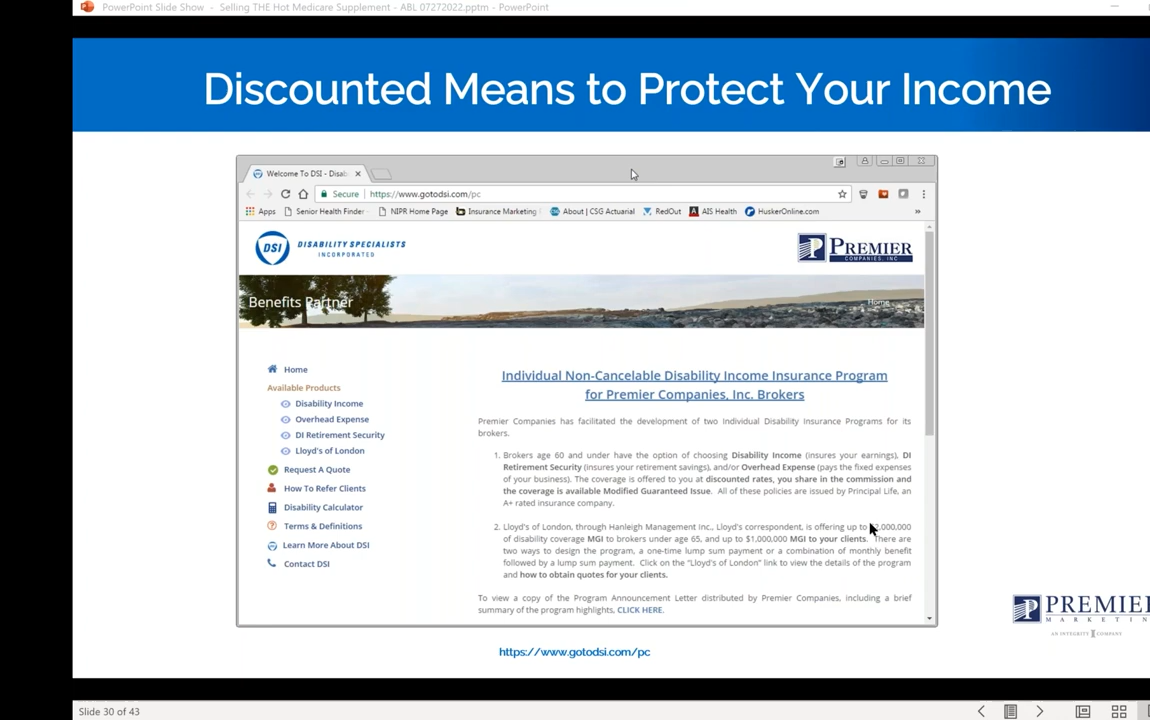 PowerPoint Slide Show - Selling THE Hot Medicare Supplement - ABL 07272022.pptm - PowerPoint
Discounted Means to Protect Your Income
Welcome To DSI - Disab
Secure https://www.gotodsi.com/pc
Apps Senior Health Finder NIPR Home Page Insurance Marketing About | CSG Actuarial RedOut AIS Health HuskerOnline.com »
DSI DISABILITY SPECIALISTS
INCORPORATED
PREMIER
COMPANIES, INC
Benefits Partner
Home
Home
Available Products
Disability Income
Overhead Expense
DI Retirement Security
Lloyd's of London
Request A Quote
How To Refer Clients
Disability Calculator
Terms & Definitions
Learn More About DSI
Contact DSI
Individual Non-Cancelable Disability Income Insurance Program
for Premier Companies, Inc. Brokers
Premier Companies has facilitated the development of two Individual Disability Insurance Programs for its
brokers.
1. Brokers age 60 and under have the option of choosing Disability Income (insures your earnings), DI
Retirement Security (insures your retirement savings), and/or Overhead Expense (pays the fixed expenses
of your business). The coverage is offered to you at discounted rates, you share in the commission and
the coverage is available Modified Guaranteed Issue. All of these policies are issued by Principal Life, an
A+ rated insurance company.
2. Lloyd's of London, through Hanleigh Management Inc., Lloyd's correspondent, is offering up to $2,000,000
of disability coverage MGI to brokers under age 65, and up to $1,000,000 MGI to your clients. There are
two ways to design the program, a one-time lump sum payment or a combination of monthly benefit
followed by a lump sum payment. Click on the "Lloyd's of London" link to view the details of the program
and how to obtain quotes for your clients.
To view a copy of the Program Announcement Letter distributed by Premier Companies, including a brief
summary of the program highlights, CLICK HERE.
PREMIER
MARKETING
AN INTEGRITY COMPANY
https://www.gotodsi.com/pc
Slide 30 of 43